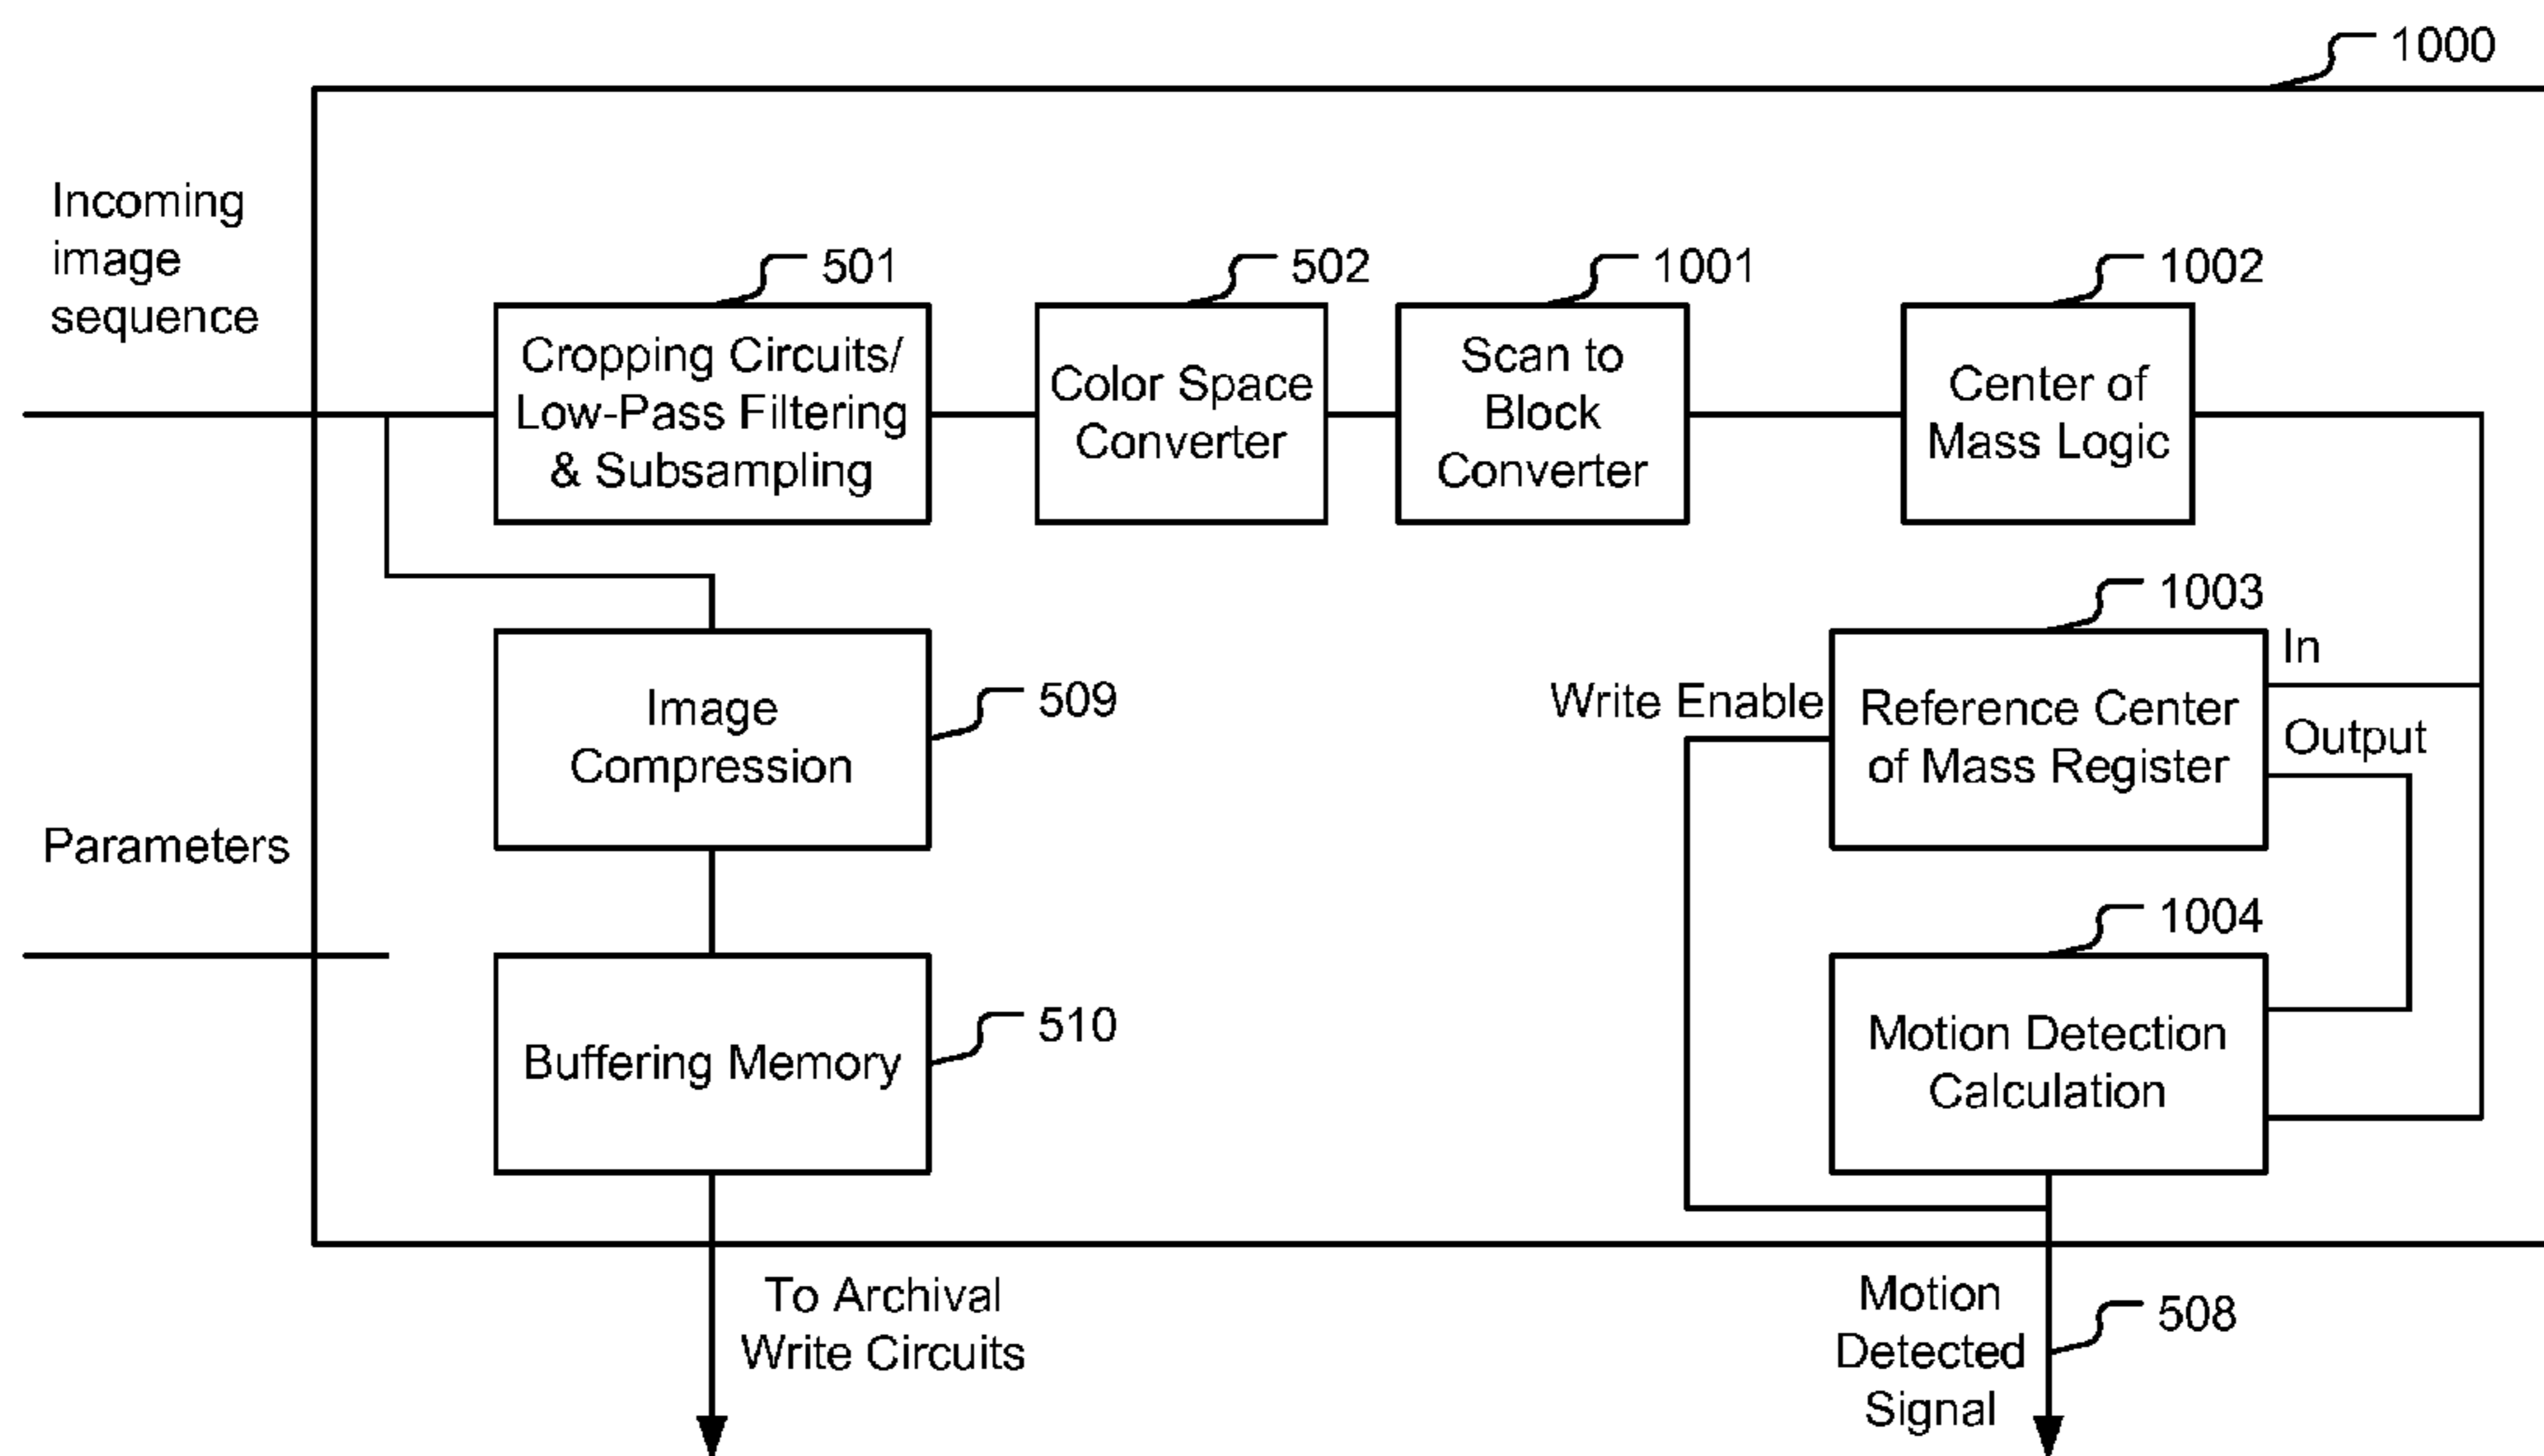 1000
Incoming
image
sequence
501
502
1001
1002
Cropping Circuits/
Low-Pass Filtering
& Subsampling
Color Space
Converter
Scan to
Block
Converter
Center of
Mass Logic
1003
In
Write Enable
Reference Center
of Mass Register
Output
Image
Compression
509
Parameters
1004
Buffering Memory
510
Motion Detection
Calculation
To Archival
Write Circuits
Motion
Detected
Signal
508